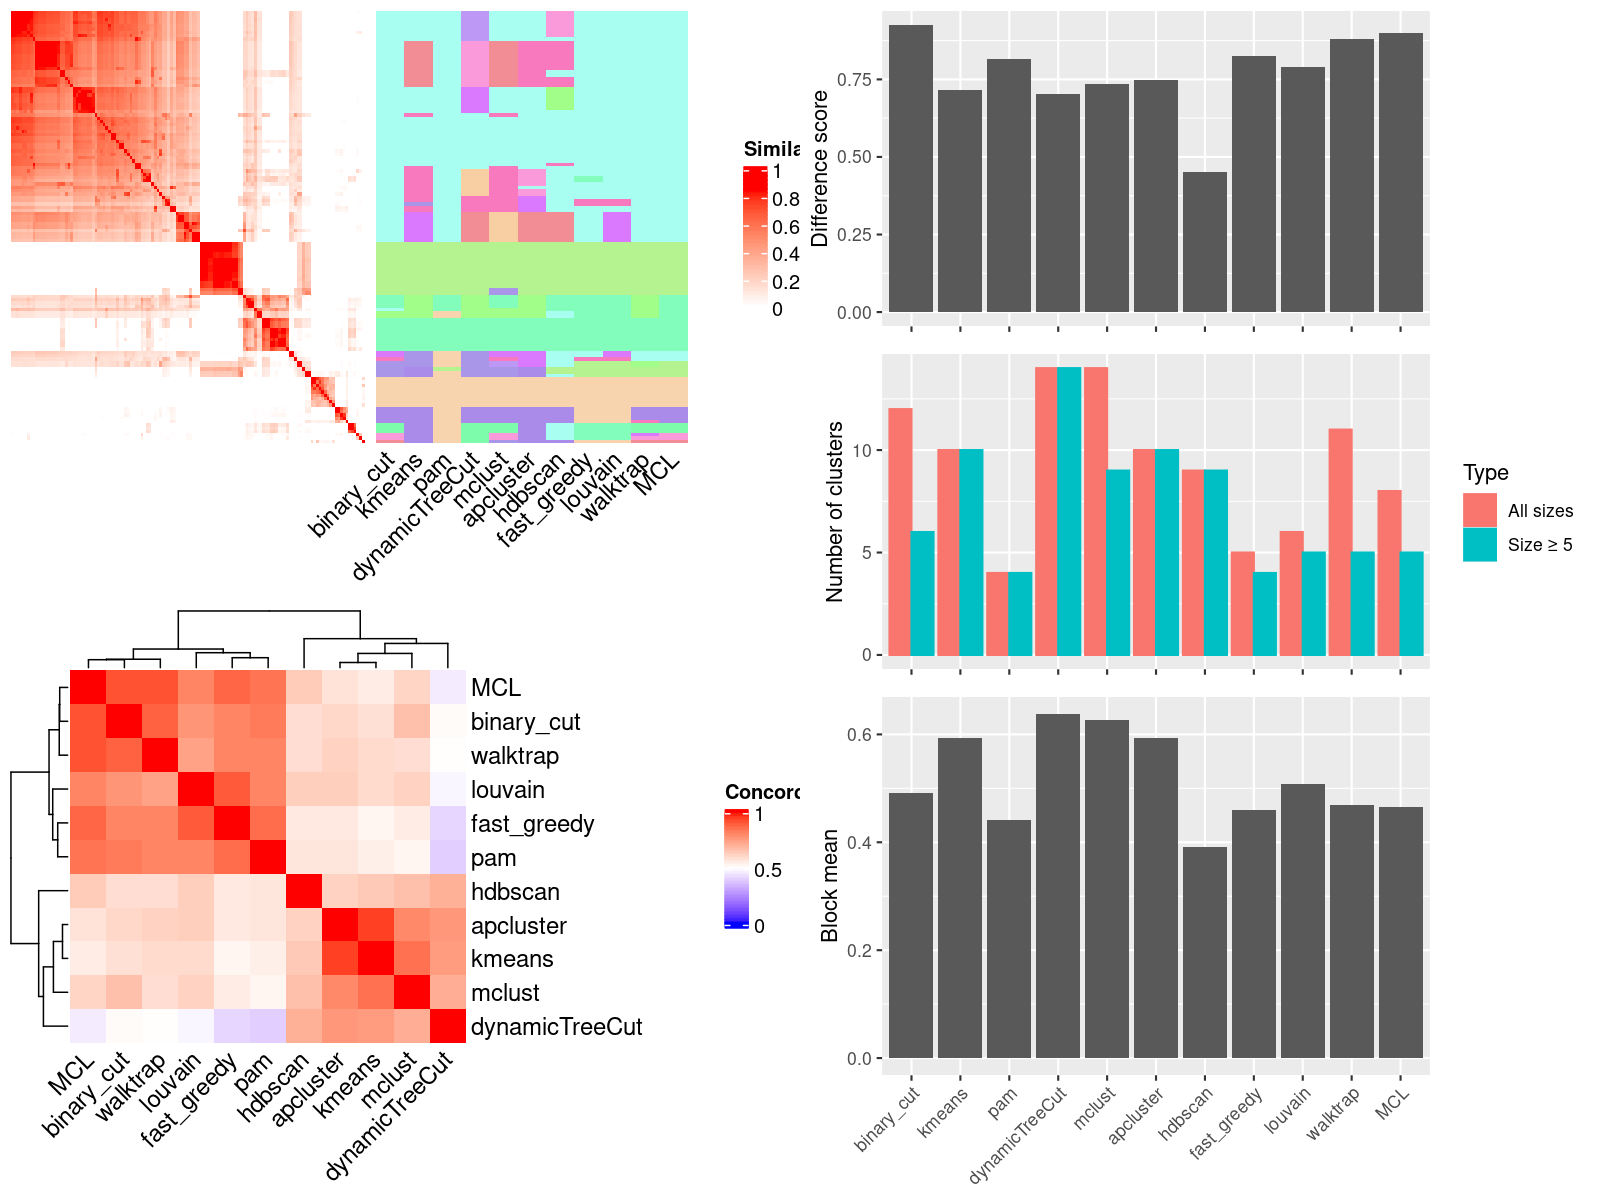 Simila
1
0.8
0.6
0.4
0.2
0
binary_cut
kmeans
pam
dynamicTreeCut
mclust
apcluster
hdbscan
fast_greedy
louvain
walktrap
MCL
MCL
binary_cut
walktrap
louvain
fast_greedy
pam
hdbscan
apcluster
kmeans
mclust
dynamicTreeCut
MCL
binary_cut
walktrap
louvain
fast_greedy
pam
hdbscan
apcluster
kmeans
mclust
dynamicTreeCut
Concord
1
0.5
0
Difference score
0.75
0.50
0.25
0.00
Number of clusters
10
5
0
Type
All sizes
Size ≥ 5
Block mean
0.6
0.4
0.2
0.0
binary_cut
kmeans
pam
dynamicTreeCut
mclust
apcluster
hdbscan
fast_greedy
louvain
walktrap
MCL